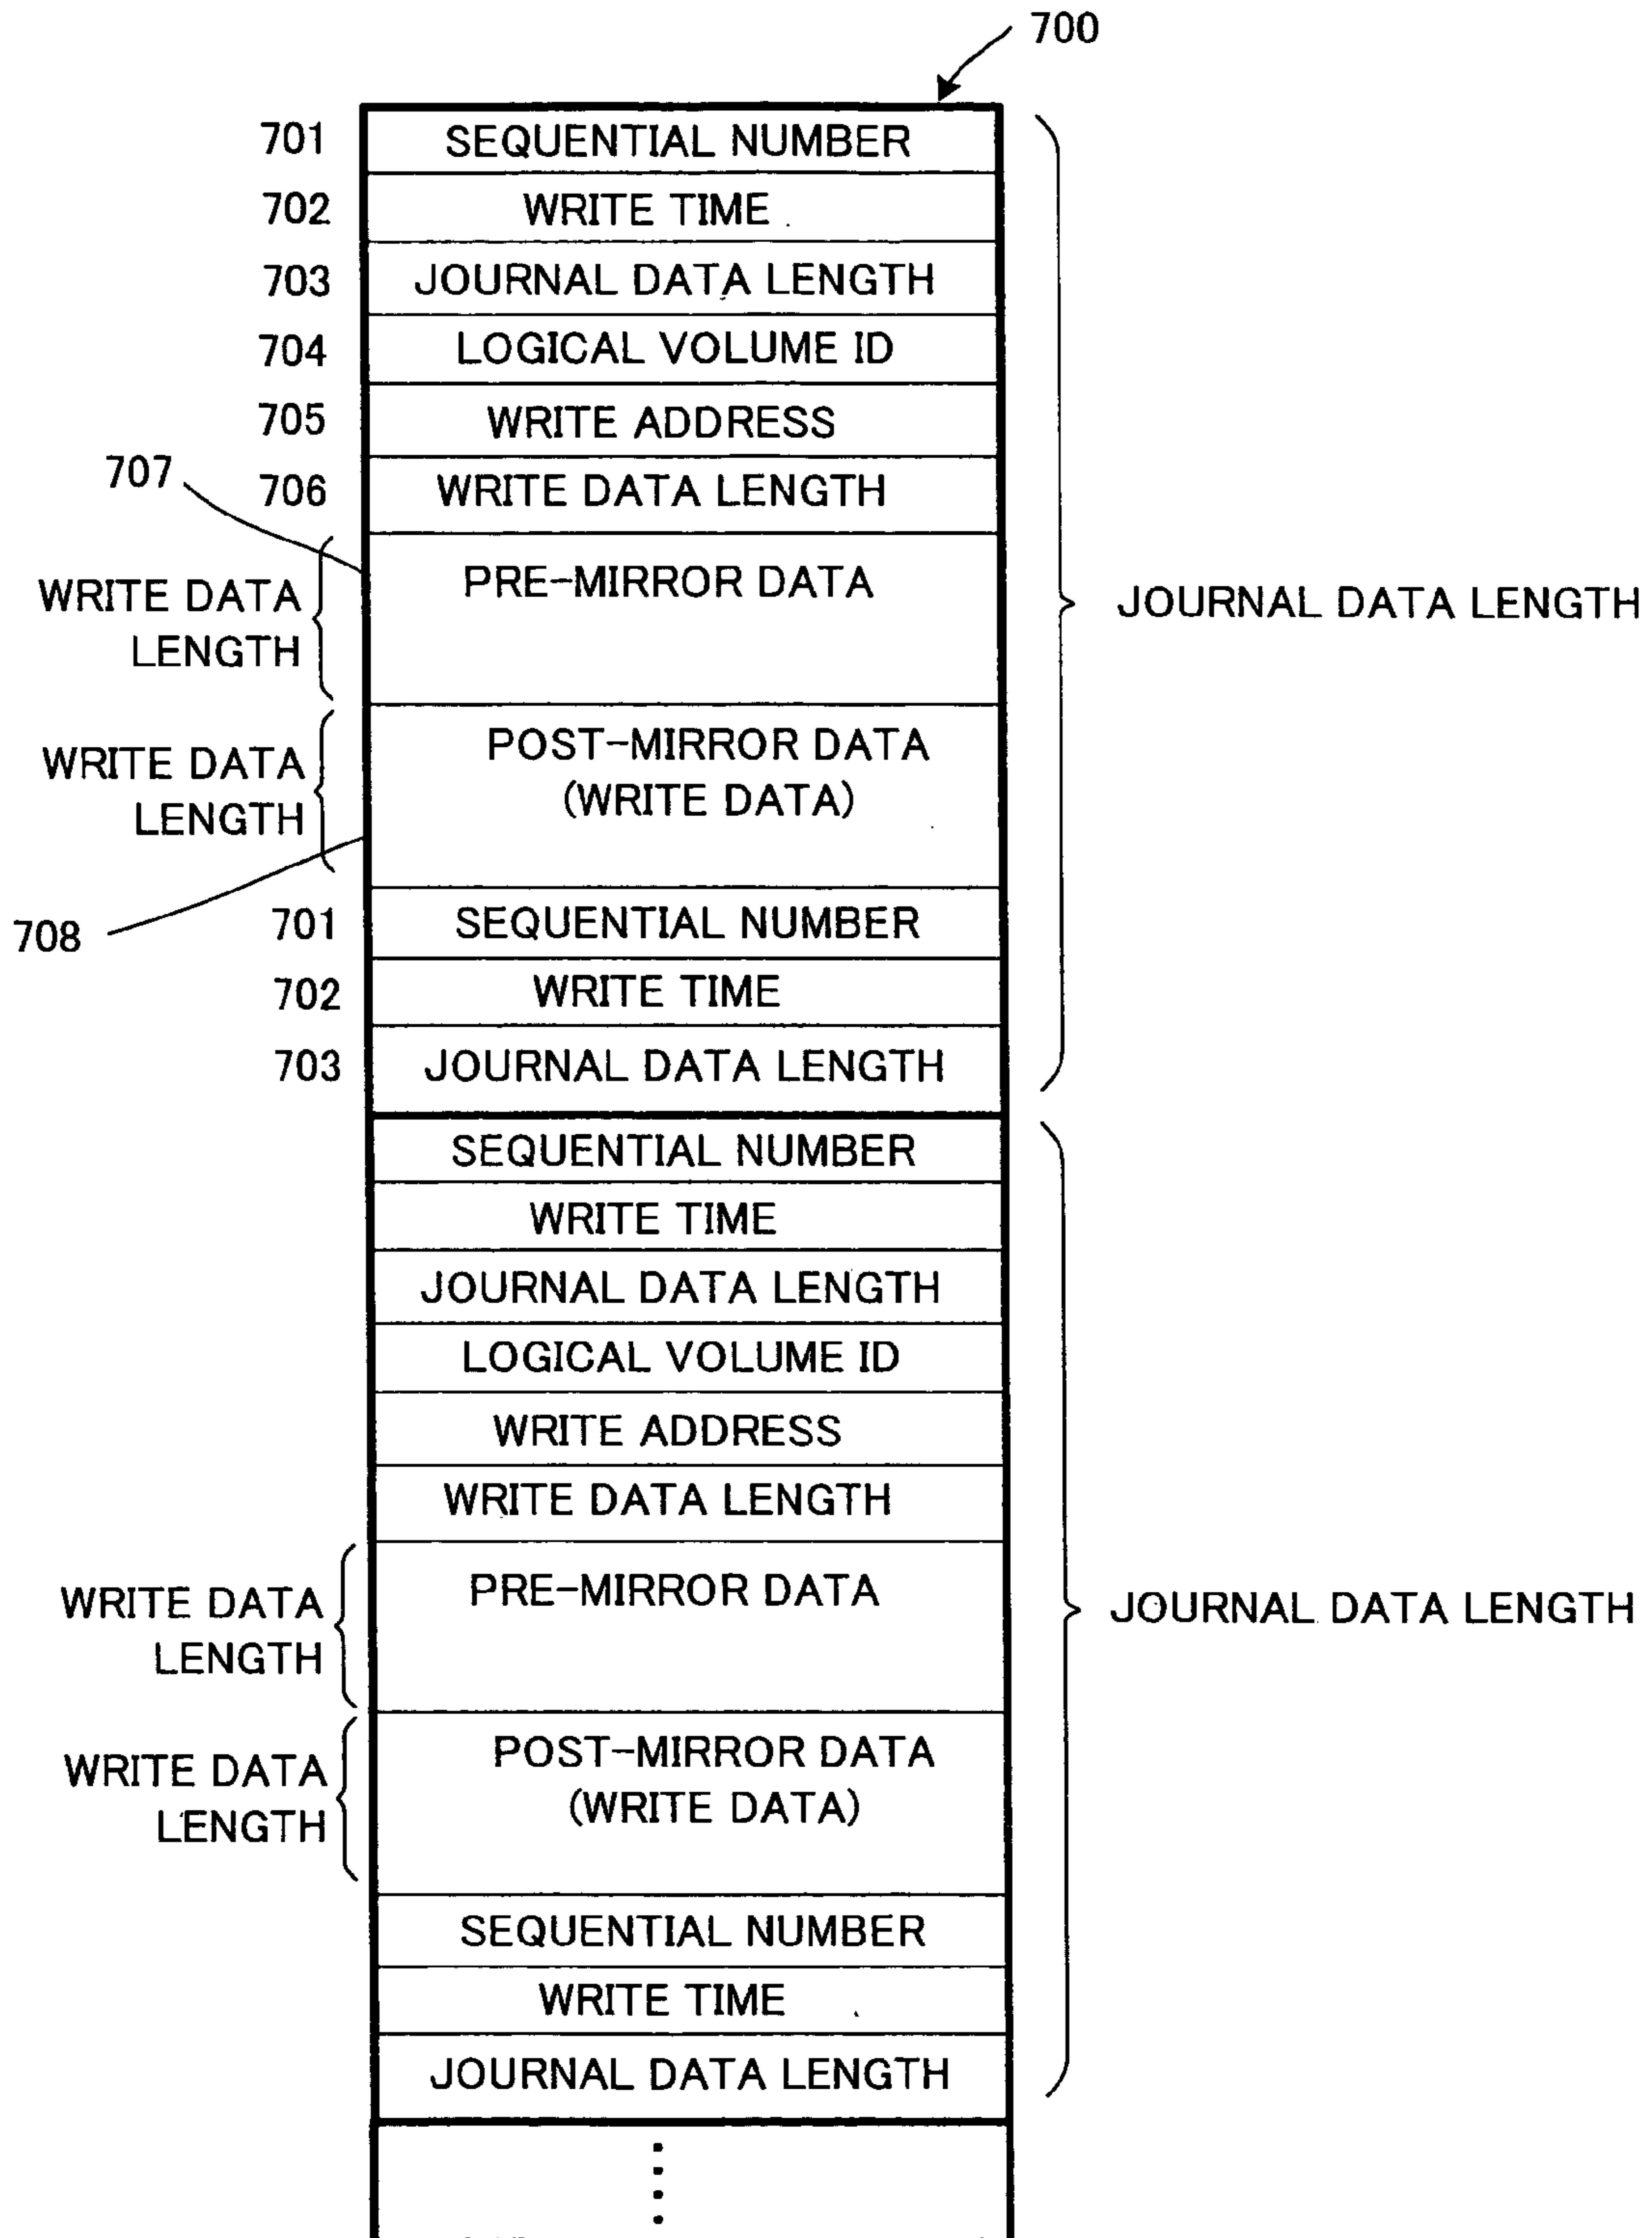 700
701 SEQUENTIAL NUMBER
702 WRITE TIME
703 JOURNAL DATA LENGTH
704 LOGICAL VOLUME ID
705 WRITE ADDRESS
707
706 WRITE DATA LENGTH
WRITE DATA
LENGTH
PRE-MIRROR DATA
JOURNAL DATA LENGTH
WRITE DATA
LENGTH
POST-MIRROR DATA
(WRITE DATA)
708
701 SEQUENTIAL NUMBER
702 WRITE TIME
703 JOURNAL DATA LENGTH
SEQUENTIAL NUMBER
WRITE TIME
JOURNAL DATA LENGTH
LOGICAL VOLUME ID
WRITE ADDRESS
WRITE DATA LENGTH
WRITE DATA
LENGTH
PRE-MIRROR DATA
JOURNAL DATA LENGTH
WRITE DATA
LENGTH
POST-MIRROR DATA
(WRITE DATA)
SEQUENTIAL NUMBER
WRITE TIME
JOURNAL DATA LENGTH